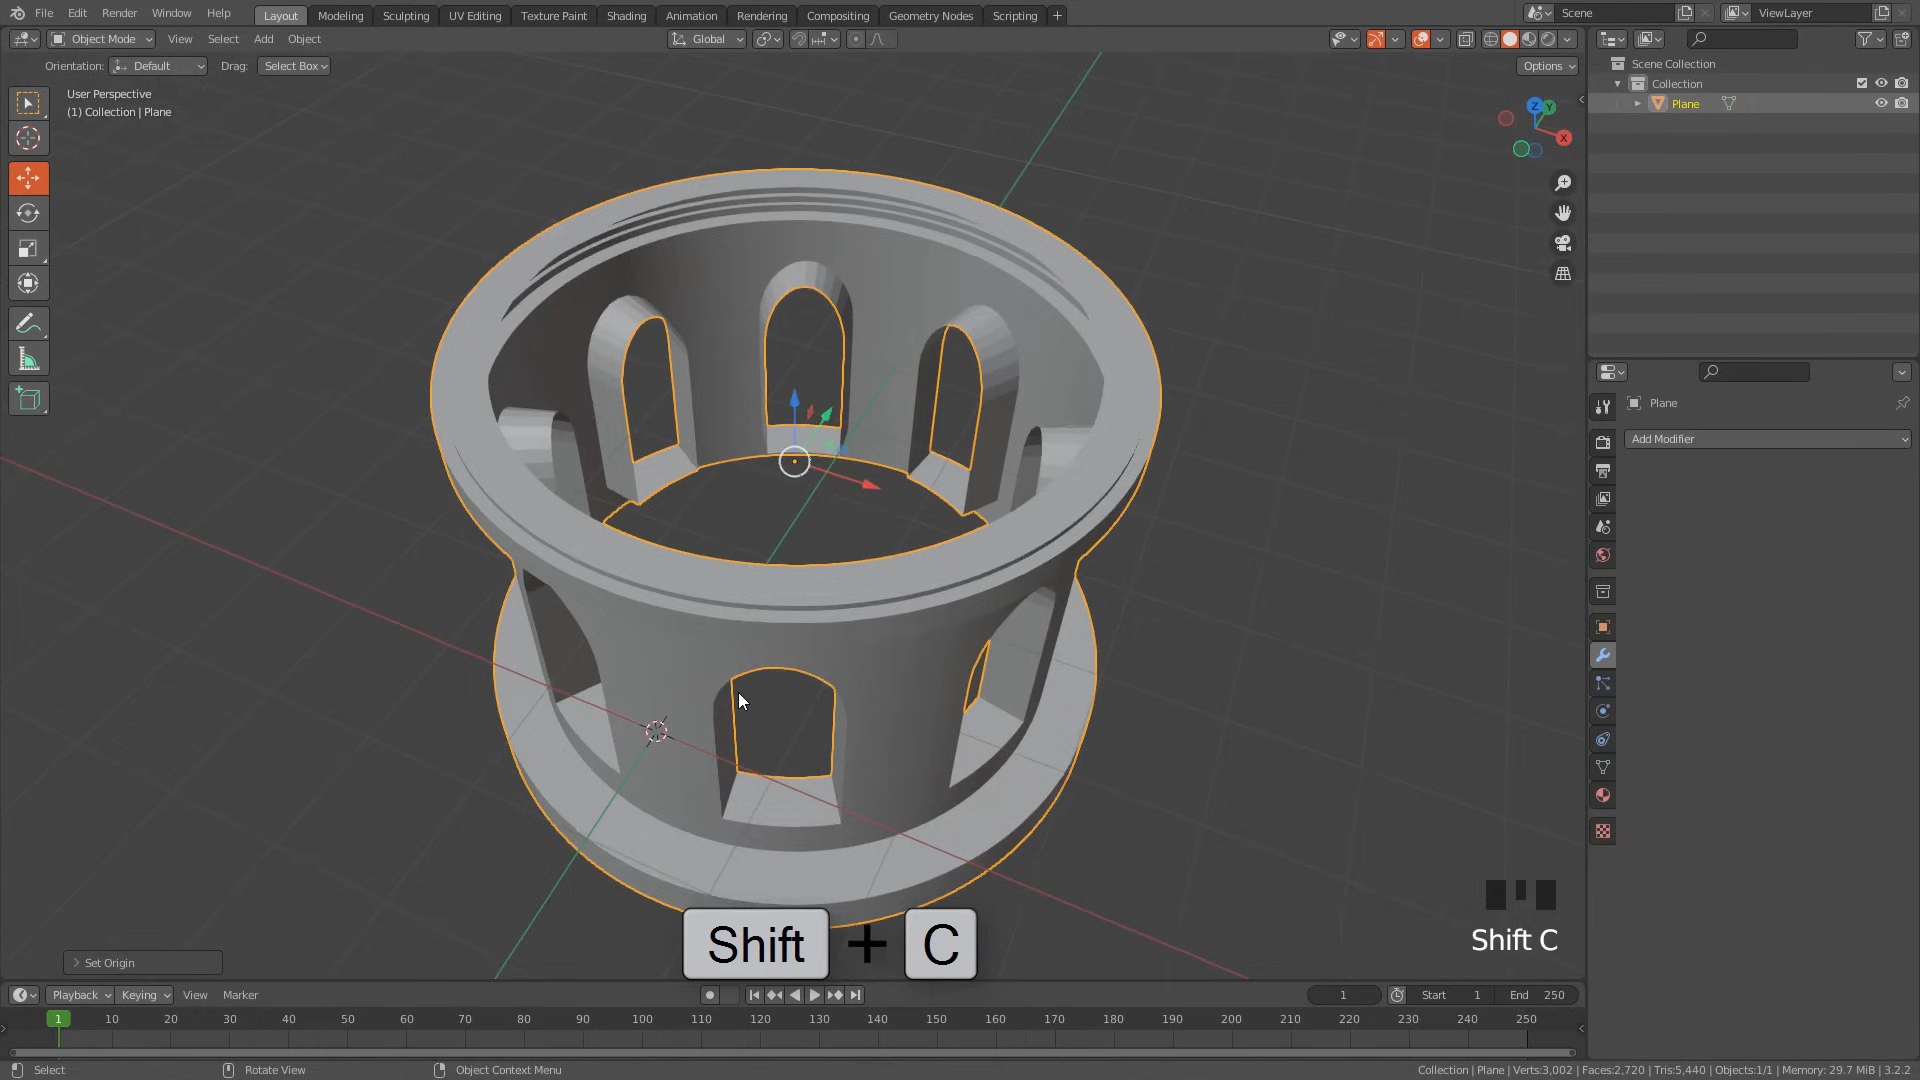 File Edit Render Window Help Layout Modeling Sculpting UV Editing Texture Paint Shading Animation Rendering Compositing Geometry Nodes Scripting + Scene ViewLayer
Object Mode View Select Add Object Global
Orientation: Default Drag: Select Box Options
User Perspective
(1) Collection | Plane
Scene Collection
Collection
Plane
Z Y
X
Plane
Add Modifier
Shift + C
Shift C
Set Origin
Playback Keying View Marker 1 Start 1 End 250
1 10 20 30 40 50 60 70 80 90 100 110 120 130 140 150 160 170 180 190 200 210 220 230 240 250
Select Rotate View Object Context Menu Collection | Plane | Verts:3,002 | Faces:2,720 | Tris:5,440 | Objects:1/1 | Memory: 29.7 MiB | 3.2.2